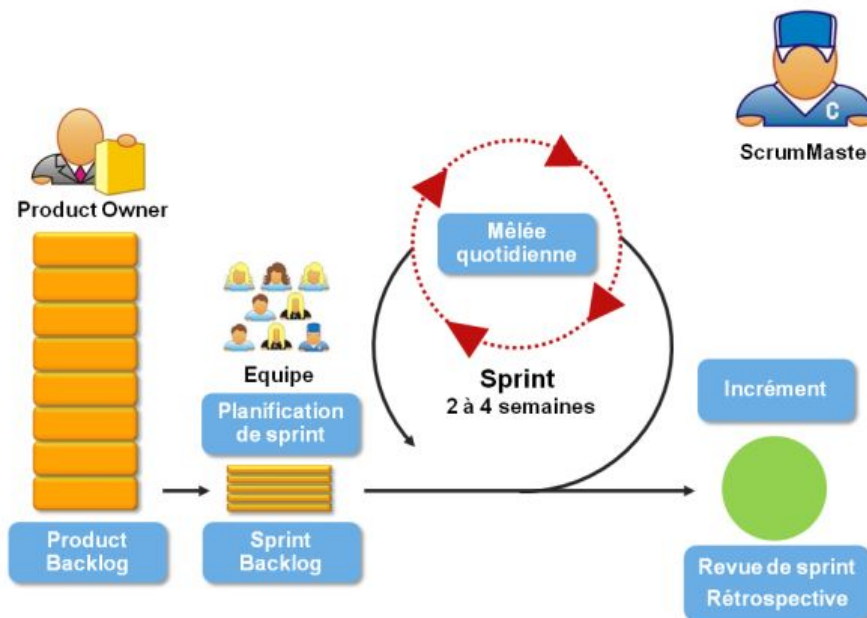 C
ScrumMaster
Product Owner
Mêlée
quotidienne
Equipe
Sprint
2 à 4 semaines
Planification
de sprint
Incrément
Product
Backlog
Sprint
Backlog
Revue de sprint
Rétrospective